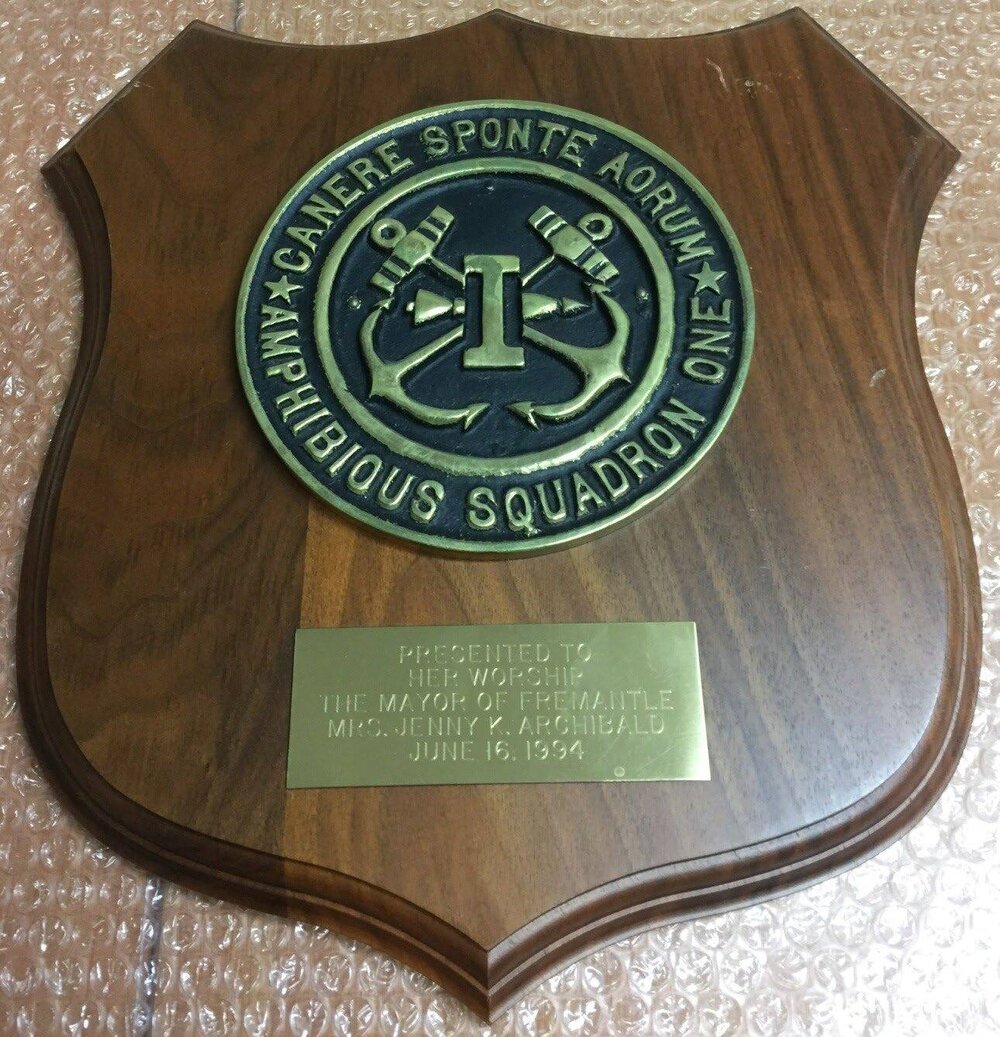 ★ CANERE SPONTE AORUM ★
AMPHIBIOUS SQUADRON ONE
I
PRESENTED TO
HER WORSHIP
THE MAYOR OF FREMANTLE
MRS. JENNY K. ARCHIBALD
JUNE 16, 1994